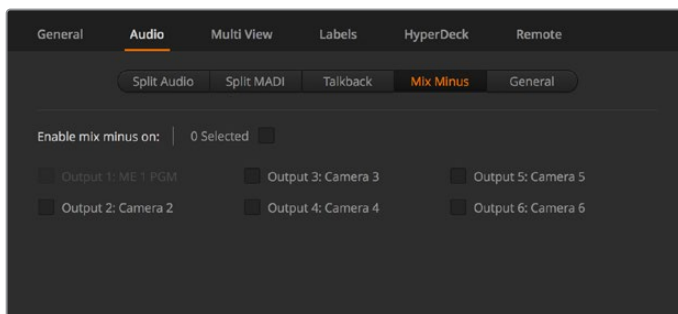 General Audio Multi View Labels HyperDeck Remote
Split Audio Split MADI Talkback Mix Minus General
Enable mix minus on: 0 Selected
Output 1: ME 1 PGM Output 3: Camera 3 Output 5: Camera 5
Output 2: Camera 2 Output 4: Camera 4 Output 6: Camera 6